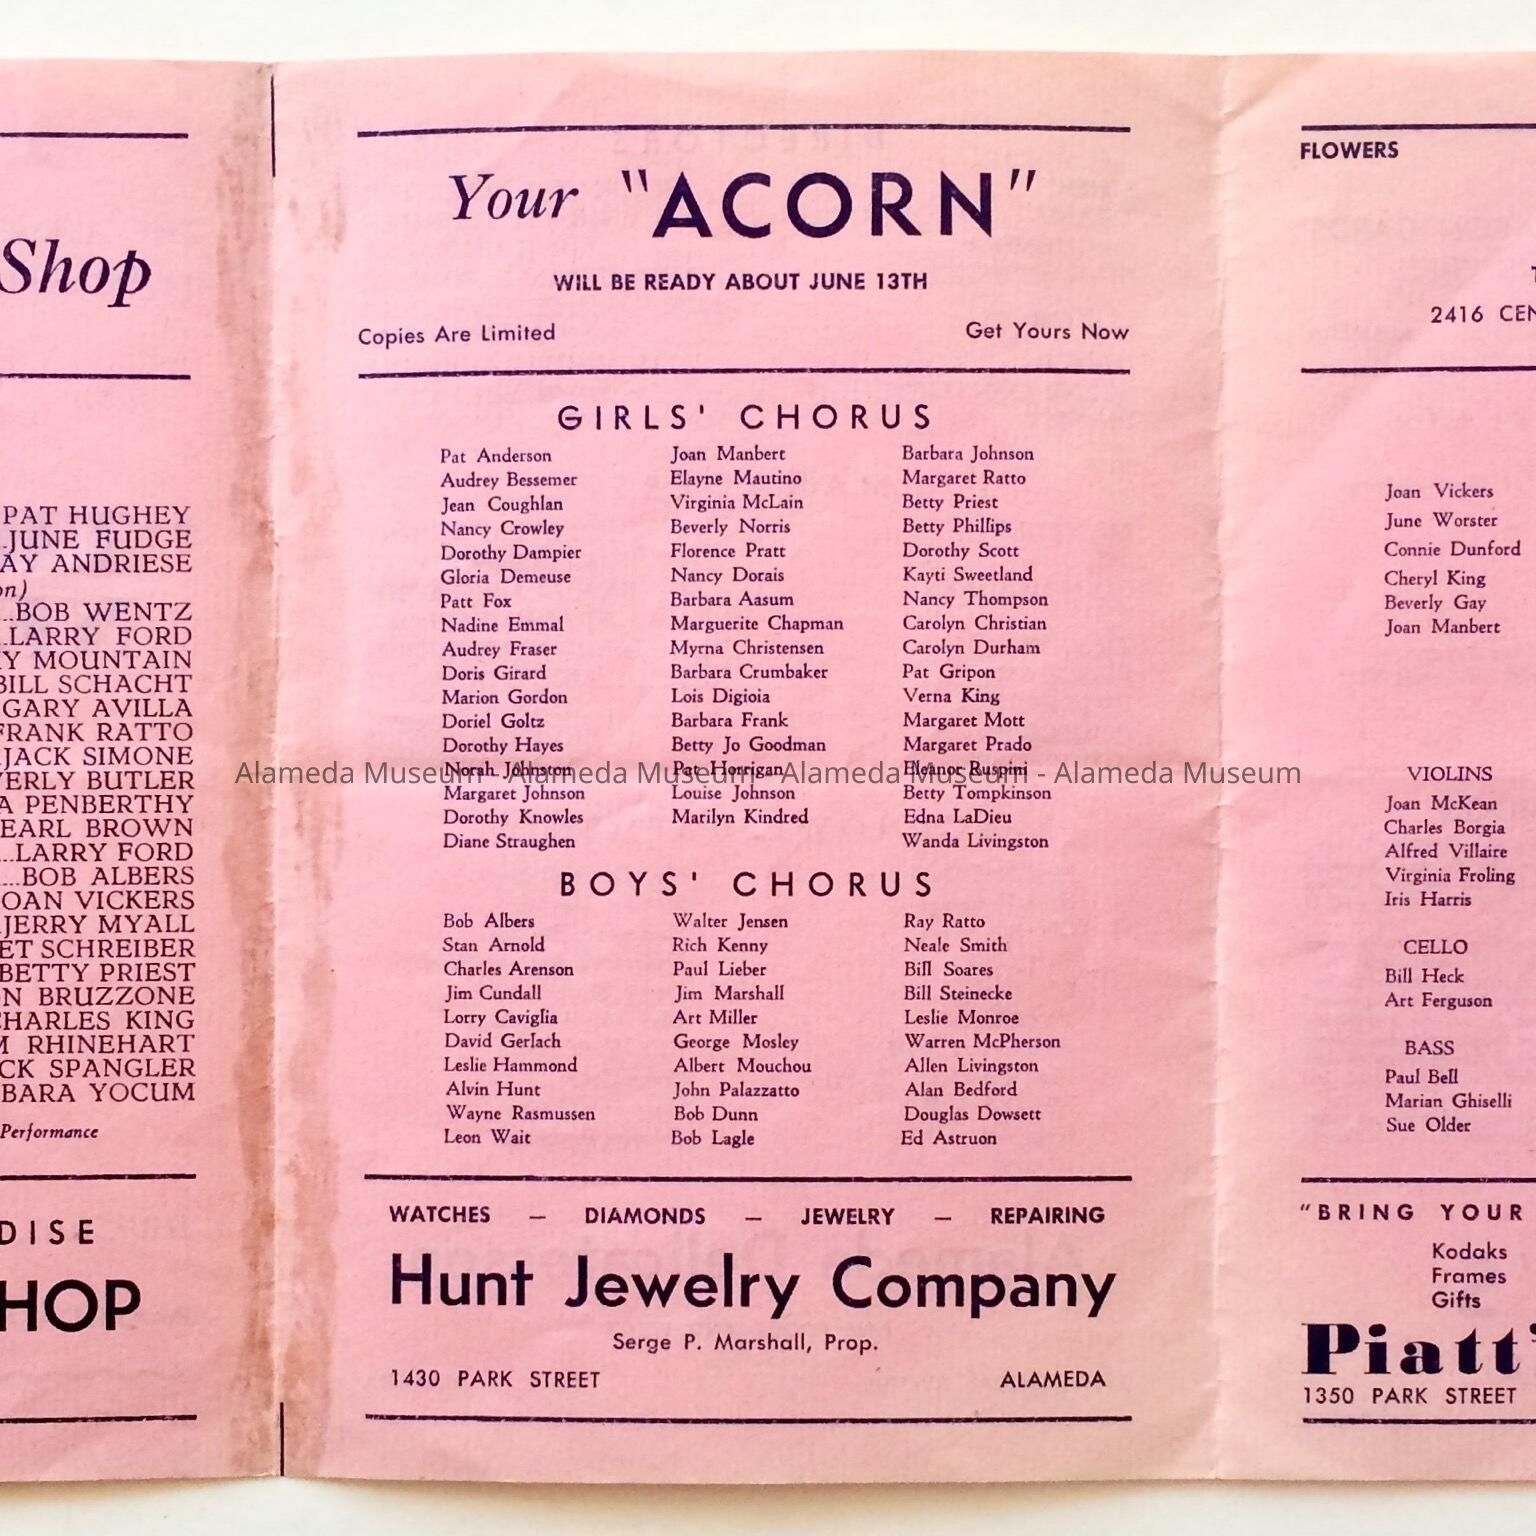 Shop
PAT HUGHEY
JUNE FUDGE
AY ANDRIESE
on)
BOB WENTZ
LARRY FORD
Y MOUNTAIN
BILL SCHACHT
GARY AVILLA
FRANK RATTO
JACK SIMONE
VERLY BUTLER
A PENBERTHY
EARL BROWN
LARRY FORD
BOB ALBERS
OAN VICKERS
JERRY MYALL
ET SCHREIBER
BETTY PRIEST
N BRUZZONE
CHARLES KING
M RHINEHART
CK SPANGLER
BARA YOCUM
Performance
DISE
HOP
Your "ACORN"
WILL BE READY ABOUT JUNE 13TH
Copies Are Limited Get Yours Now
GIRLS' CHORUS
Pat Anderson Joan Manbert Barbara Johnson
Audrey Bessemer Elayne Mautino Margaret Ratto
Jean Coughlan Virginia McLain Betty Priest
Nancy Crowley Beverly Norris Betty Phillips
Dorothy Dampier Florence Pratt Dorothy Scott
Gloria Demeuse Nancy Dorais Kayti Sweetland
Patt Fox Barbara Aasum Nancy Thompson
Nadine Emmal Marguerite Chapman Carolyn Christian
Audrey Fraser Myrna Christensen Carolyn Durham
Doris Girard Barbara Crumbaker Pat Gripon
Marion Gordon Lois Digioia Verna King
Doriel Goltz Barbara Frank Margaret Mott
Dorothy Hayes Betty Jo Goodman Margaret Prado
Norah Johnston Pat Horrigan Eleanor Ruspini
Alameda Museum - Alameda Museum - Alameda Museum - Alameda Museum
Margaret Johnson Louise Johnson Betty Tompkinson
Dorothy Knowles Marilyn Kindred Edna LaDieu
Diane Straughen Wanda Livingston
BOYS' CHORUS
Bob Albers Walter Jensen Ray Ratto
Stan Arnold Rich Kenny Neale Smith
Charles Arenson Paul Lieber Bill Soares
Jim Cundall Jim Marshall Bill Steinecke
Lorry Caviglia Art Miller Leslie Monroe
David Gerlach George Mosley Warren McPherson
Leslie Hammond Albert Mouchou Allen Livingston
Alvin Hunt John Palazzatto Alan Bedford
Wayne Rasmussen Bob Dunn Douglas Dowsett
Leon Wait Bob Lagle Ed Astruon
WATCHES — DIAMONDS — JEWELRY — REPAIRING
Hunt Jewelry Company
Serge P. Marshall, Prop.
1430 PARK STREET ALAMEDA
FLOWERS
2416 CEN
Joan Vickers
June Worster
Connie Dunford
Cheryl King
Beverly Gay
Joan Manbert
VIOLINS
Joan McKean
Charles Borgia
Alfred Villaire
Virginia Froling
Iris Harris
CELLO
Bill Heck
Art Ferguson
BASS
Paul Bell
Marian Ghiselli
Sue Older
"BRING YOUR
Kodaks
Frames
Gifts
Piatti
1350 PARK STREET